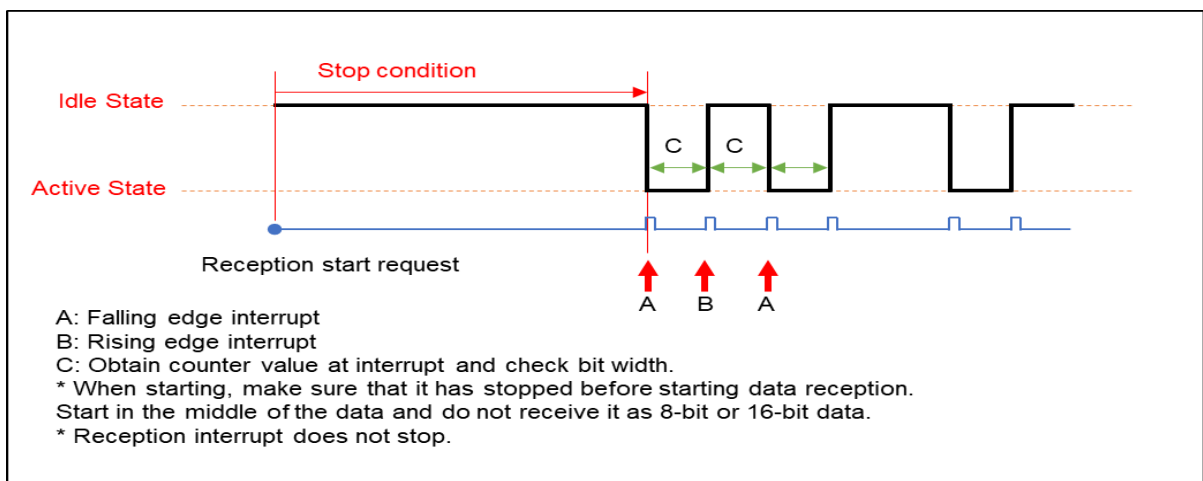 Stop condition
Idle State
C
C
Active State
Reception start request
A
B
A
A: Falling edge interrupt
B: Rising edge interrupt
C: Obtain counter value at interrupt and check bit width.
* When starting, make sure that it has stopped before starting data reception.
Start in the middle of the data and do not receive it as 8-bit or 16-bit data.
* Reception interrupt does not stop.